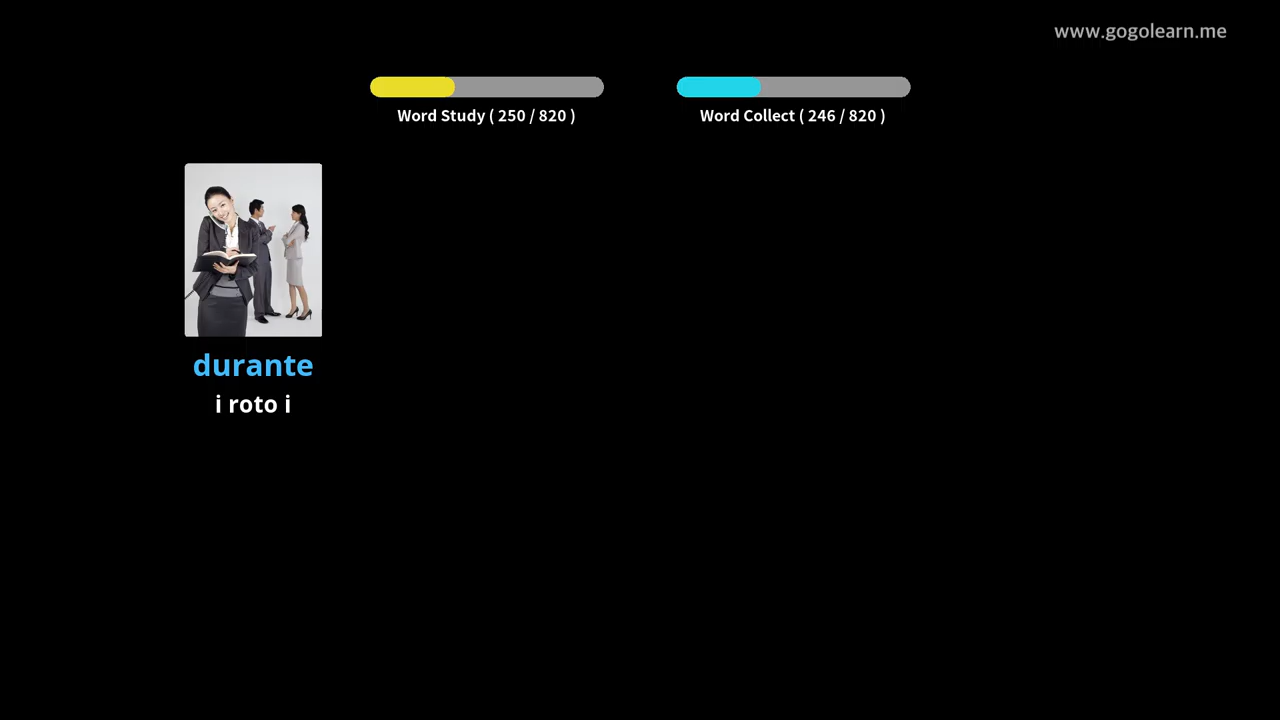 www.gogolearn.me
Word Study ( 250 / 820 )
Word Collect ( 246 / 820 )
durante
i roto i